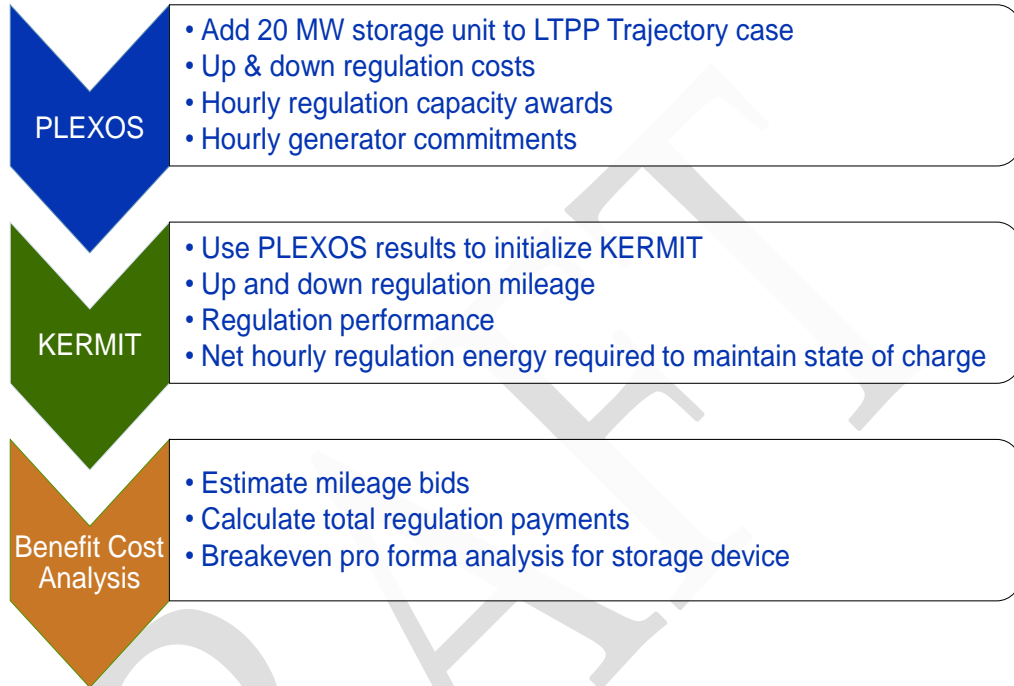 PLEXOS
• Add 20 MW storage unit to LTPP Trajectory case
• Up & down regulation costs
• Hourly regulation capacity awards
• Hourly generator commitments
KERMIT
• Use PLEXOS results to initialize KERMIT
• Up and down regulation mileage
• Regulation performance
• Net hourly regulation energy required to maintain state of charge
Benefit Cost
Analysis
• Estimate mileage bids
• Calculate total regulation payments
• Breakeven pro forma analysis for storage device
DRAFT